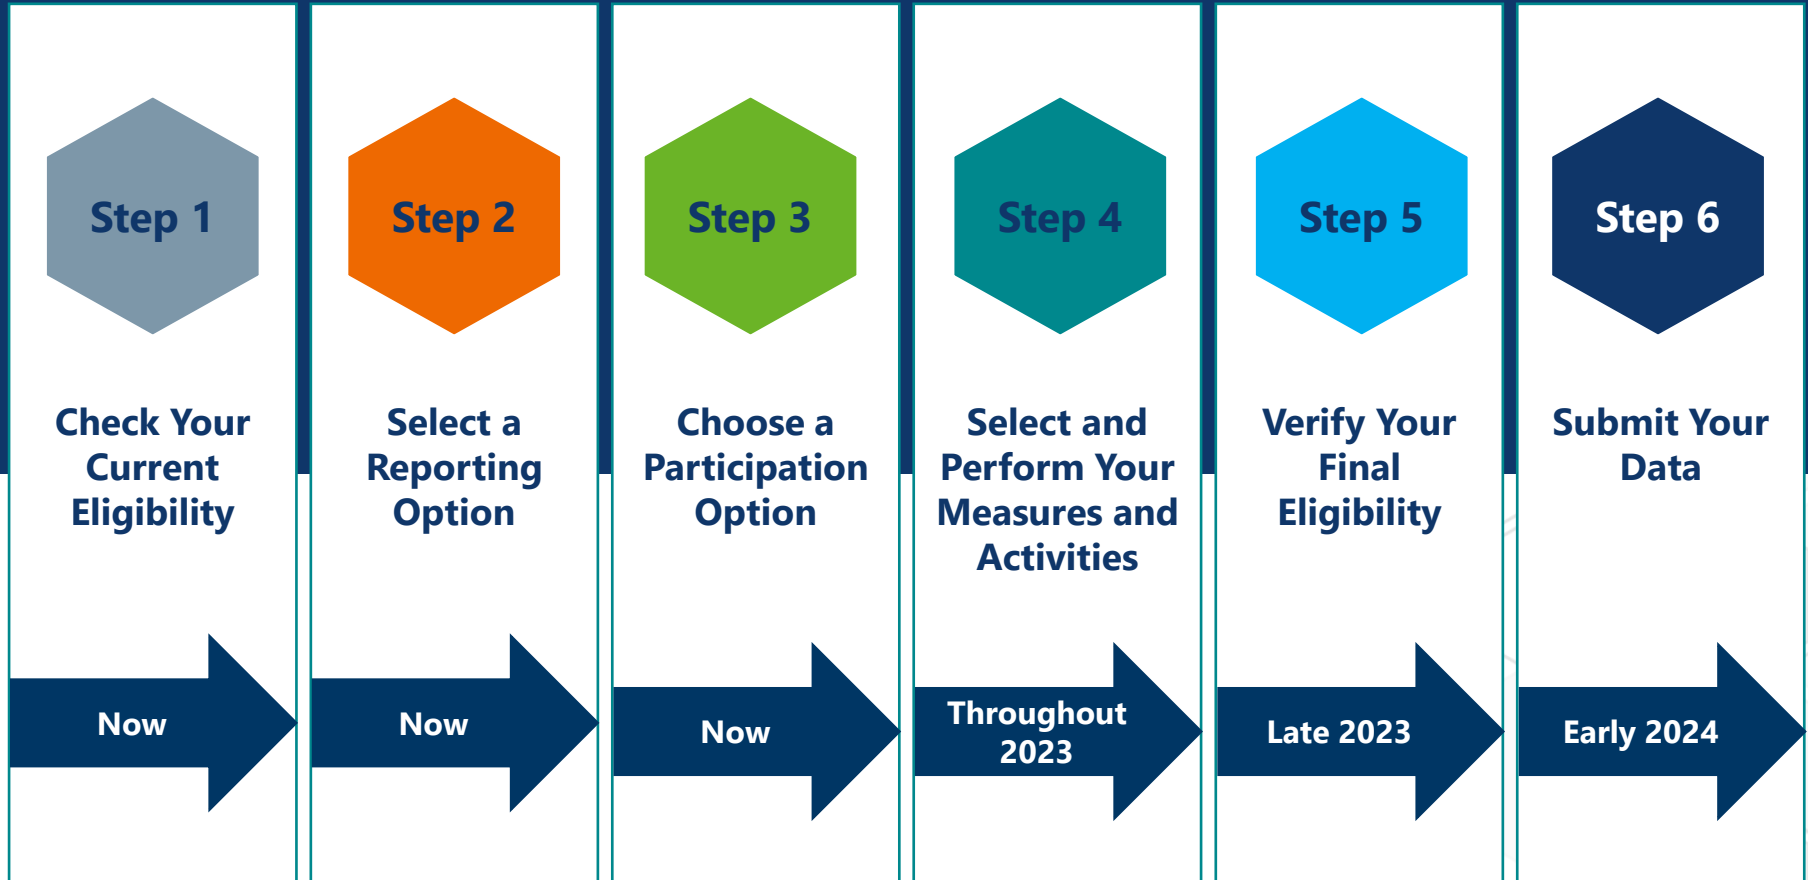 Step 1
Check Your
Current
Eligibility
Now
Step 2
Select a
Reporting
Option
Now
Step 3
Choose a
Participation
Option
Now
Step 4
Select and
Perform Your
Measures and
Activities
Throughout
2023
Step 5
Verify Your
Final
Eligibility
Late 2023
Step 6
Submit Your
Data
Early 2024